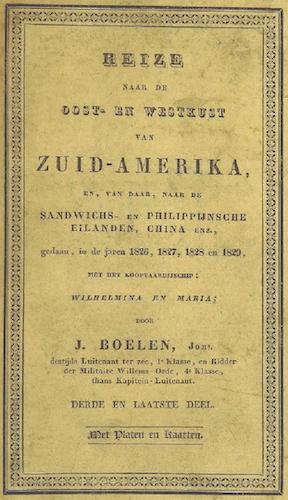 REIZE
NAAR DE
OOST- EN WESTKUST
VAN
ZUID-AMERIKA,
EN, VAN DAAR, NAAR DE
SANDWICHS- EN PHILIPPIJNSCHE
EILANDEN, CHINA ENZ.,
gedaan, in de jaren 1826, 1827, 1828 en 1829,
MET HET KOOPVAARDIJSCHIP:
WILHELMINA EN MARIA;
DOOR
J. BOELEN, Jonz.
destijds Luitenant ter zee, 1e Klasse, en Ridder
der Militaire Willems-Orde, 4e Klasse,
thans Kapitein-Luitenant.
DERDE EN LAATSTE DEEL.
Met Platen en Kaarten.